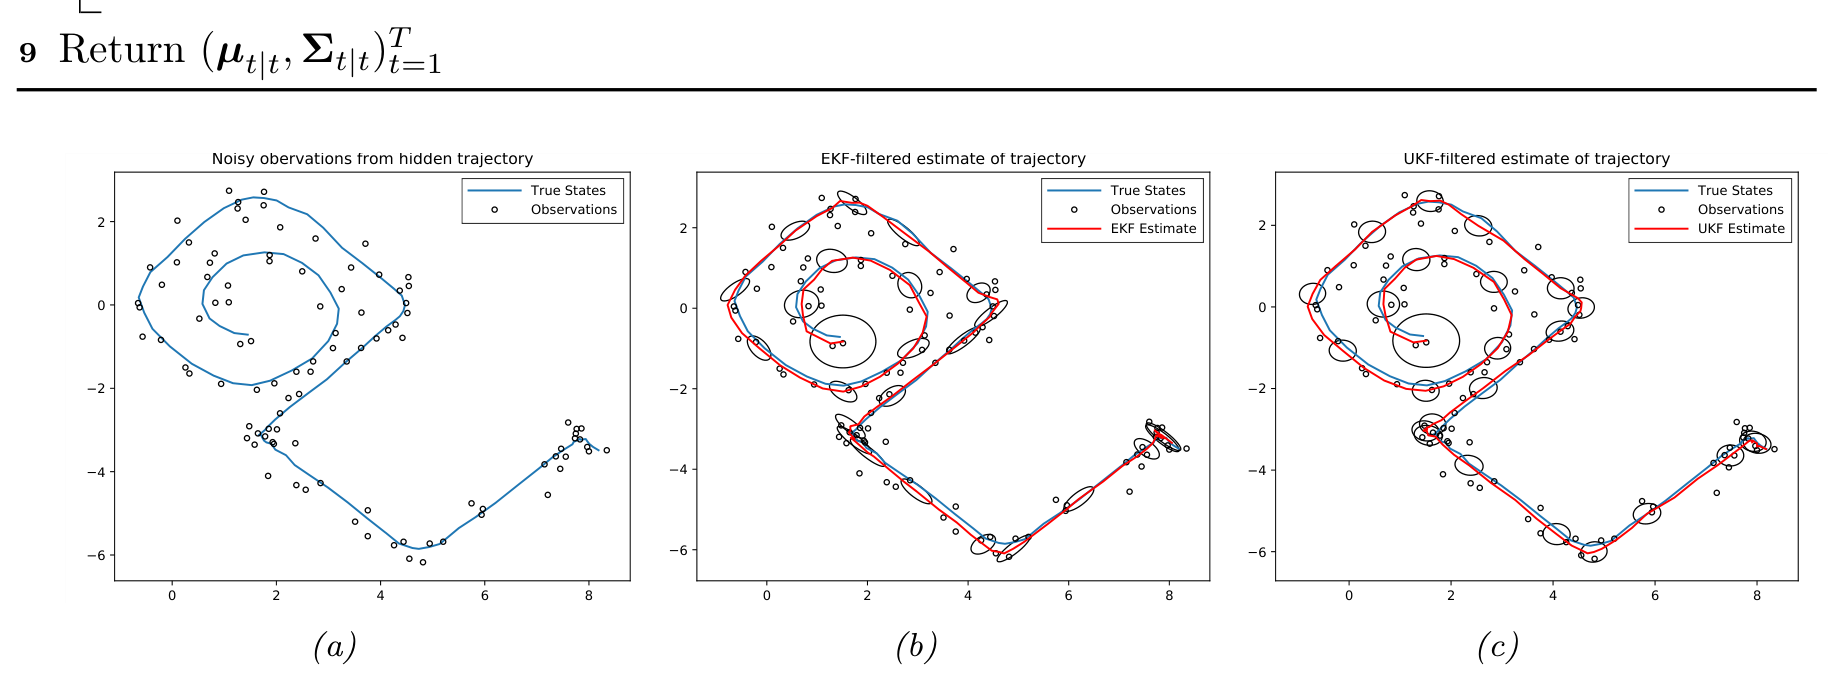 9 Return (μ_{t|t}, Σ_{t|t})_{t=1}^{T}
Noisy obervations from hidden trajectory
True States
Observations
2
0
−2
−4
−6
0 2 4 6 8
(a)
EKF-filtered estimate of trajectory
True States
Observations
EKF Estimate
2
0
−2
−4
−6
0 2 4 6 8
(b)
UKF-filtered estimate of trajectory
True States
Observations
UKF Estimate
2
0
−2
−4
−6
0 2 4 6 8
(c)